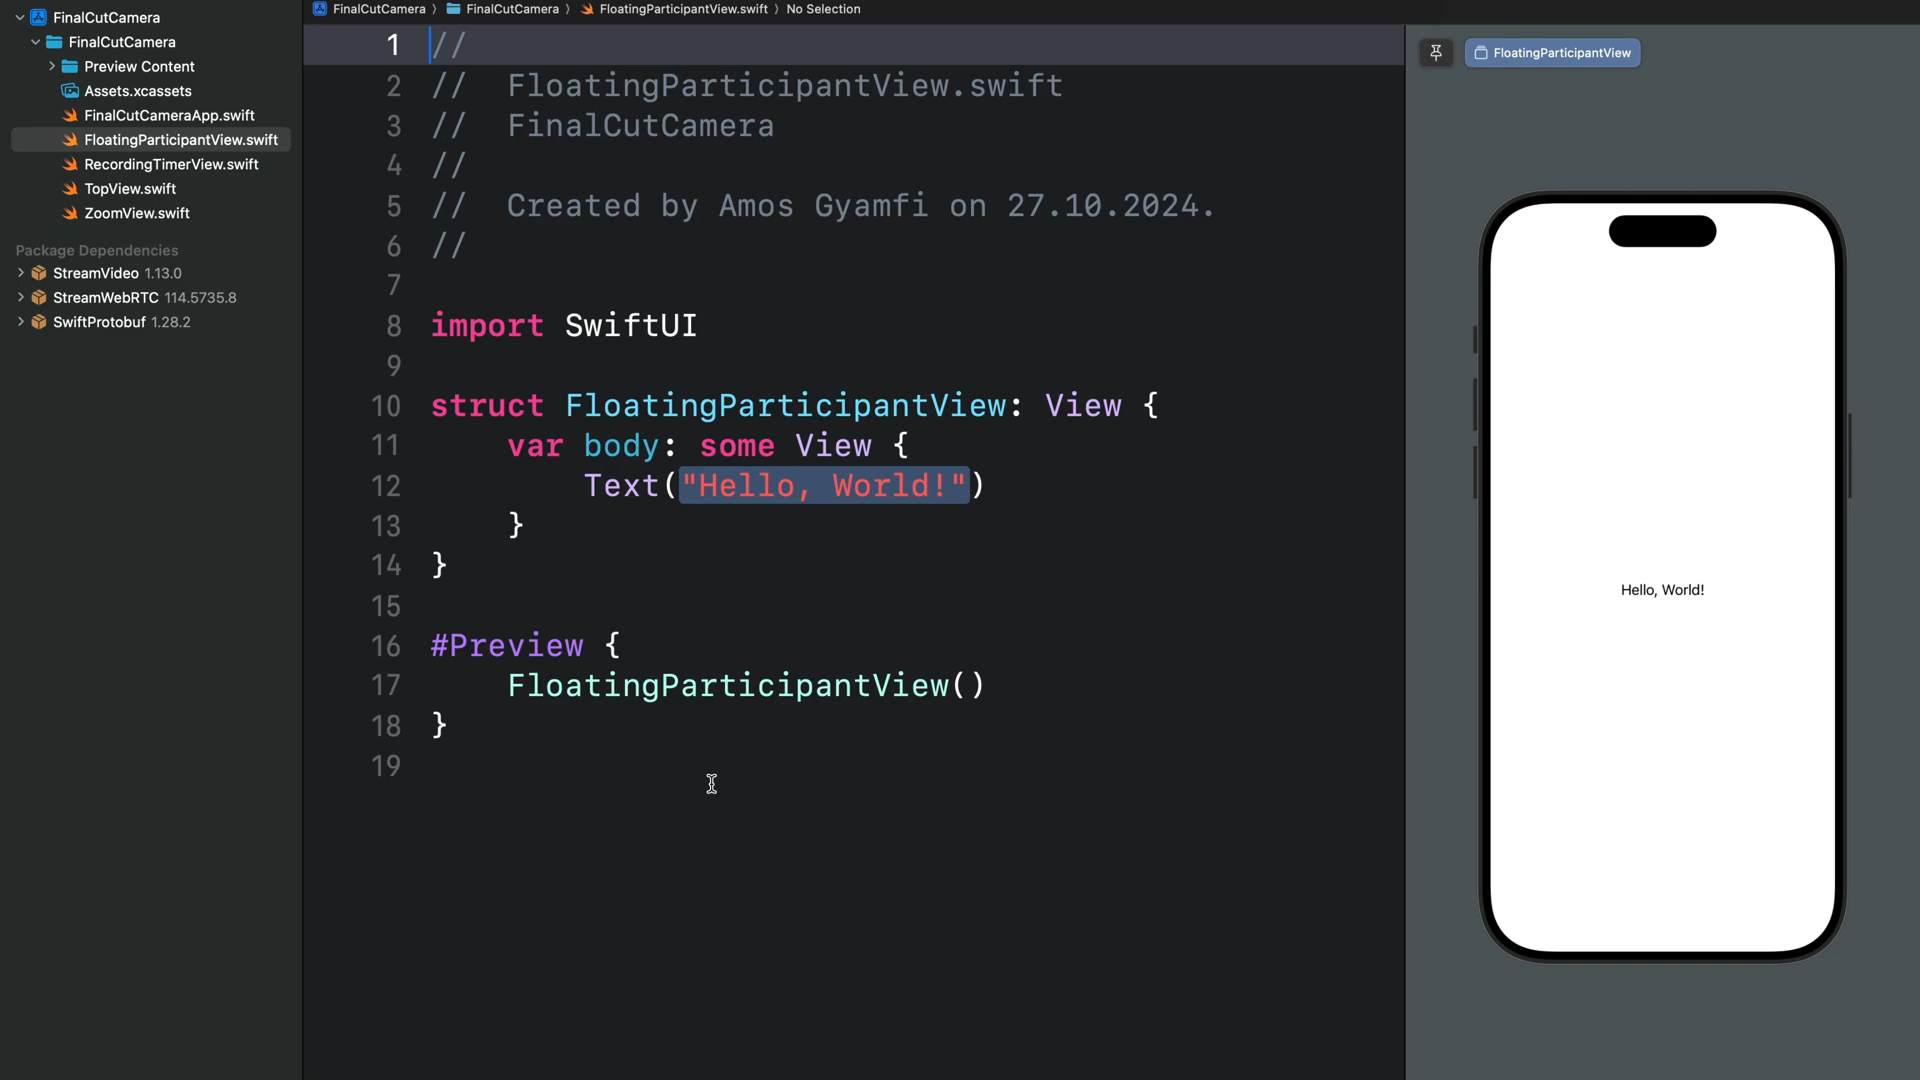 FinalCutCamera
FinalCutCamera
Preview Content
Assets.xcassets
FinalCutCameraApp.swift
FloatingParticipantView.swift
RecordingTimerView.swift
TopView.swift
ZoomView.swift
Package Dependencies
StreamVideo 1.13.0
StreamWebRTC 114.5735.8
SwiftProtobuf 1.28.2
FinalCutCamera 〉 FinalCutCamera 〉 FloatingParticipantView.swift 〉 No Selection
1 //
2 //  FloatingParticipantView.swift
3 //  FinalCutCamera
4 //
5 //  Created by Amos Gyamfi on 27.10.2024.
6 //
7
8 import SwiftUI
9
10 struct FloatingParticipantView: View {
11     var body: some View {
12         Text("Hello, World!")
13     }
14 }
15
16 #Preview {
17     FloatingParticipantView()
18 }
19
FloatingParticipantView
Hello, World!